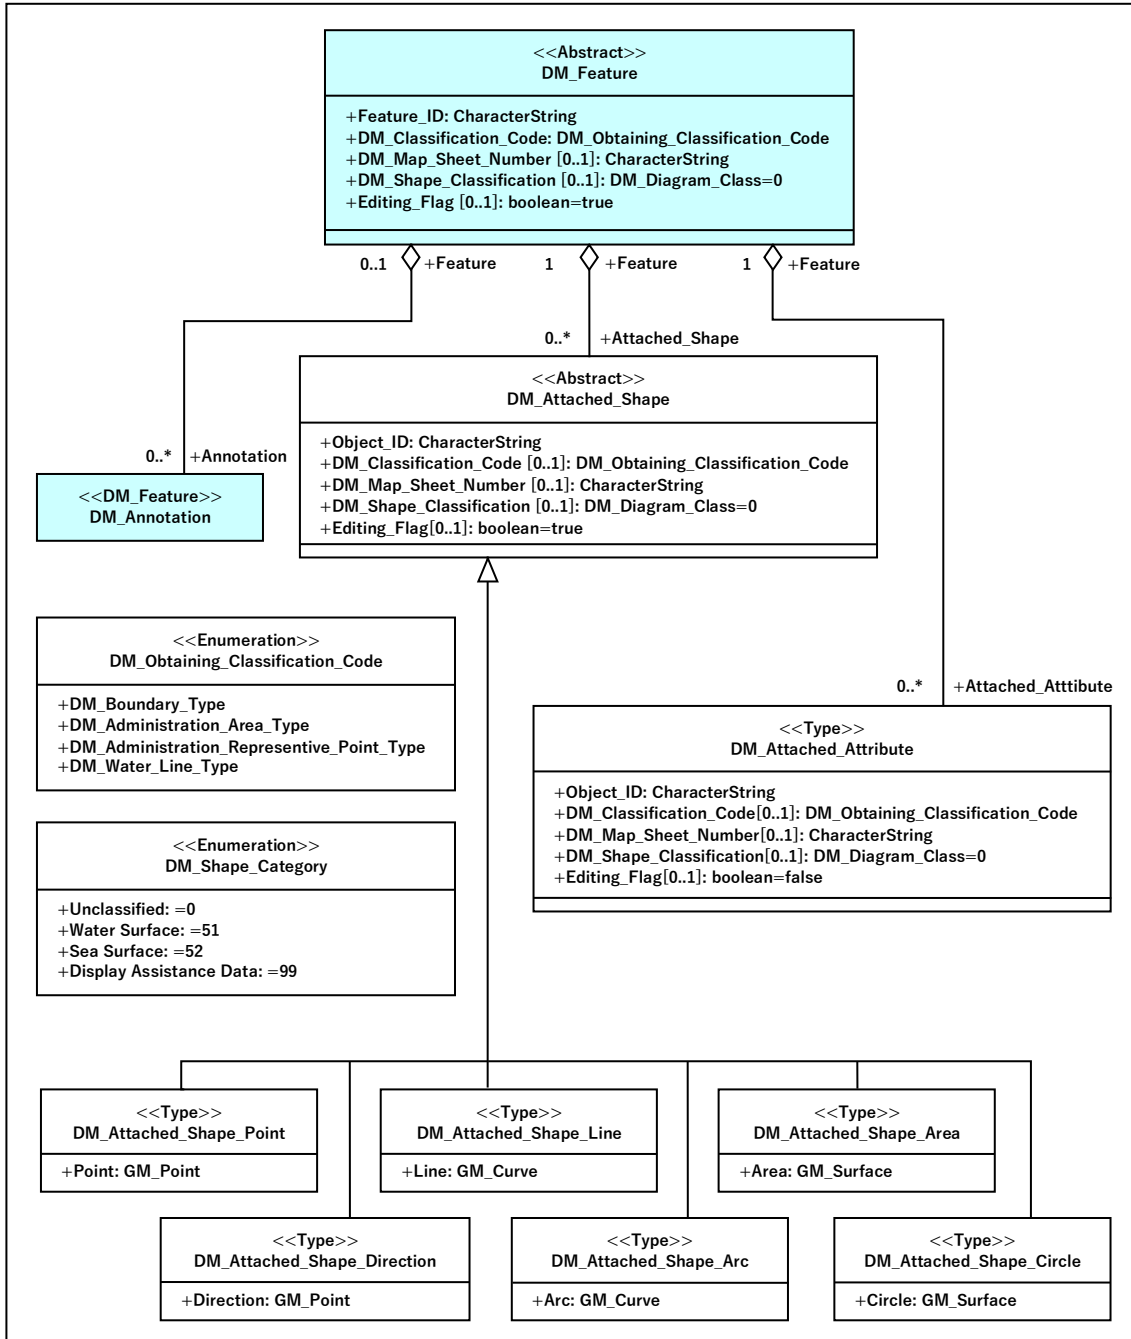 <<Abstract>>
DM_Feature
+Feature_ID: CharacterString
+DM_Classification_Code: DM_Obtaining_Classification_Code
+DM_Map_Sheet_Number [0..1]: CharacterString
+DM_Shape_Classification [0..1]: DM_Diagram_Class=0
+Editing_Flag [0..1]: boolean=true
0..1 +Feature 1 +Feature 1 +Feature
0..* +Attached_Shape
<<Abstract>>
DM_Attached_Shape
+Object_ID: CharacterString
+DM_Classification_Code [0..1]: DM_Obtaining_Classification_Code
+DM_Map_Sheet_Number [0..1]: CharacterString
+DM_Shape_Classification [0..1]: DM_Diagram_Class=0
+Editing_Flag[0..1]: boolean=true
0..* +Annotation
<<DM_Feature>>
DM_Annotation
<<Enumeration>>
DM_Obtaining_Classification_Code
+DM_Boundary_Type
+DM_Administration_Area_Type
+DM_Administration_Representive_Point_Type
+DM_Water_Line_Type
0..* +Attached_Atttibute
<<Type>>
DM_Attached_Attribute
+Object_ID: CharacterString
+DM_Classification_Code[0..1]: DM_Obtaining_Classification_Code
+DM_Map_Sheet_Number[0..1]: CharacterString
+DM_Shape_Classification[0..1]: DM_Diagram_Class=0
+Editing_Flag[0..1]: boolean=false
<<Enumeration>>
DM_Shape_Category
+Unclassified: =0
+Water Surface: =51
+Sea Surface: =52
+Display Assistance Data: =99
<<Type>>
DM_Attached_Shape_Point
+Point: GM_Point
<<Type>>
DM_Attached_Shape_Line
+Line: GM_Curve
<<Type>>
DM_Attached_Shape_Area
+Area: GM_Surface
<<Type>>
DM_Attached_Shape_Direction
+Direction: GM_Point
<<Type>>
DM_Attached_Shape_Arc
+Arc: GM_Curve
<<Type>>
DM_Attached_Shape_Circle
+Circle: GM_Surface